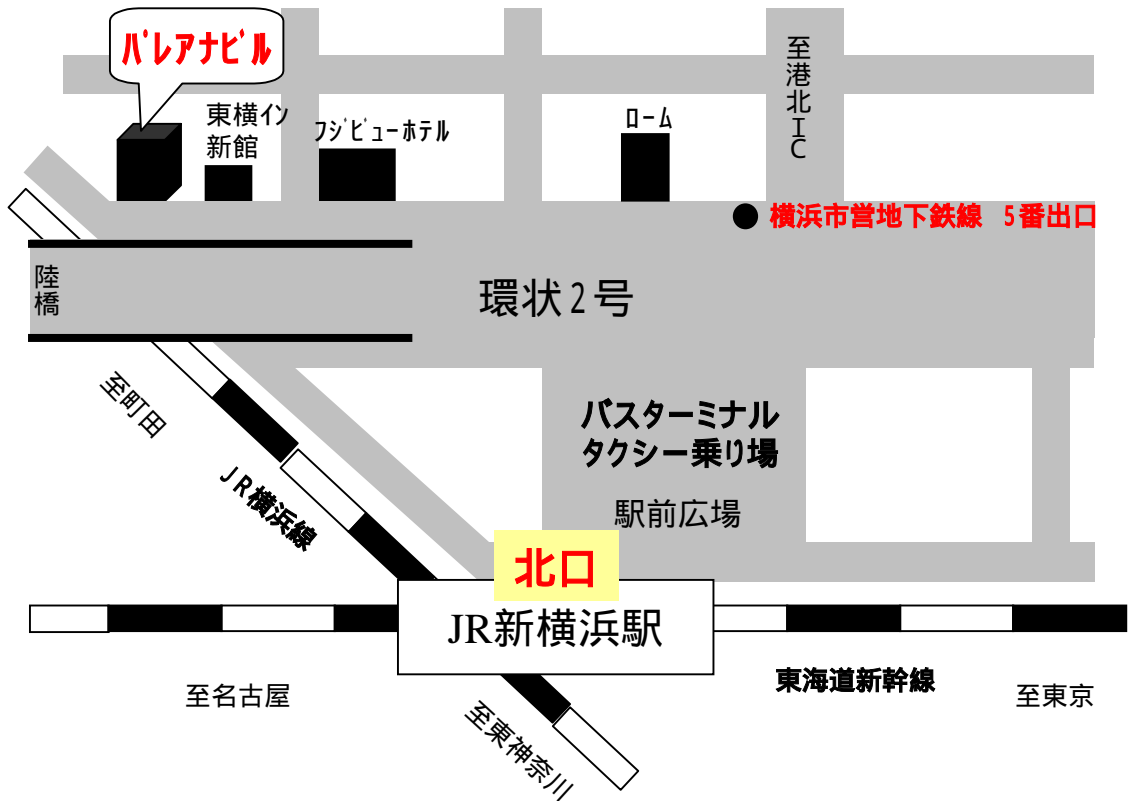 ﾊﾟﾚｱﾅﾋﾞﾙ
東横ｲﾝ
新館
ﾌｼﾞﾋﾞｭｰﾎﾃﾙ
ﾛｰﾑ
至港北IC
横浜市営地下鉄線 5番出口
陸橋
環状2号
至町田
JR横浜線
バスターミナル
タクシー乗り場
駅前広場
北口
JR新横浜駅
至名古屋
東海道新幹線
至東京
至東神奈川